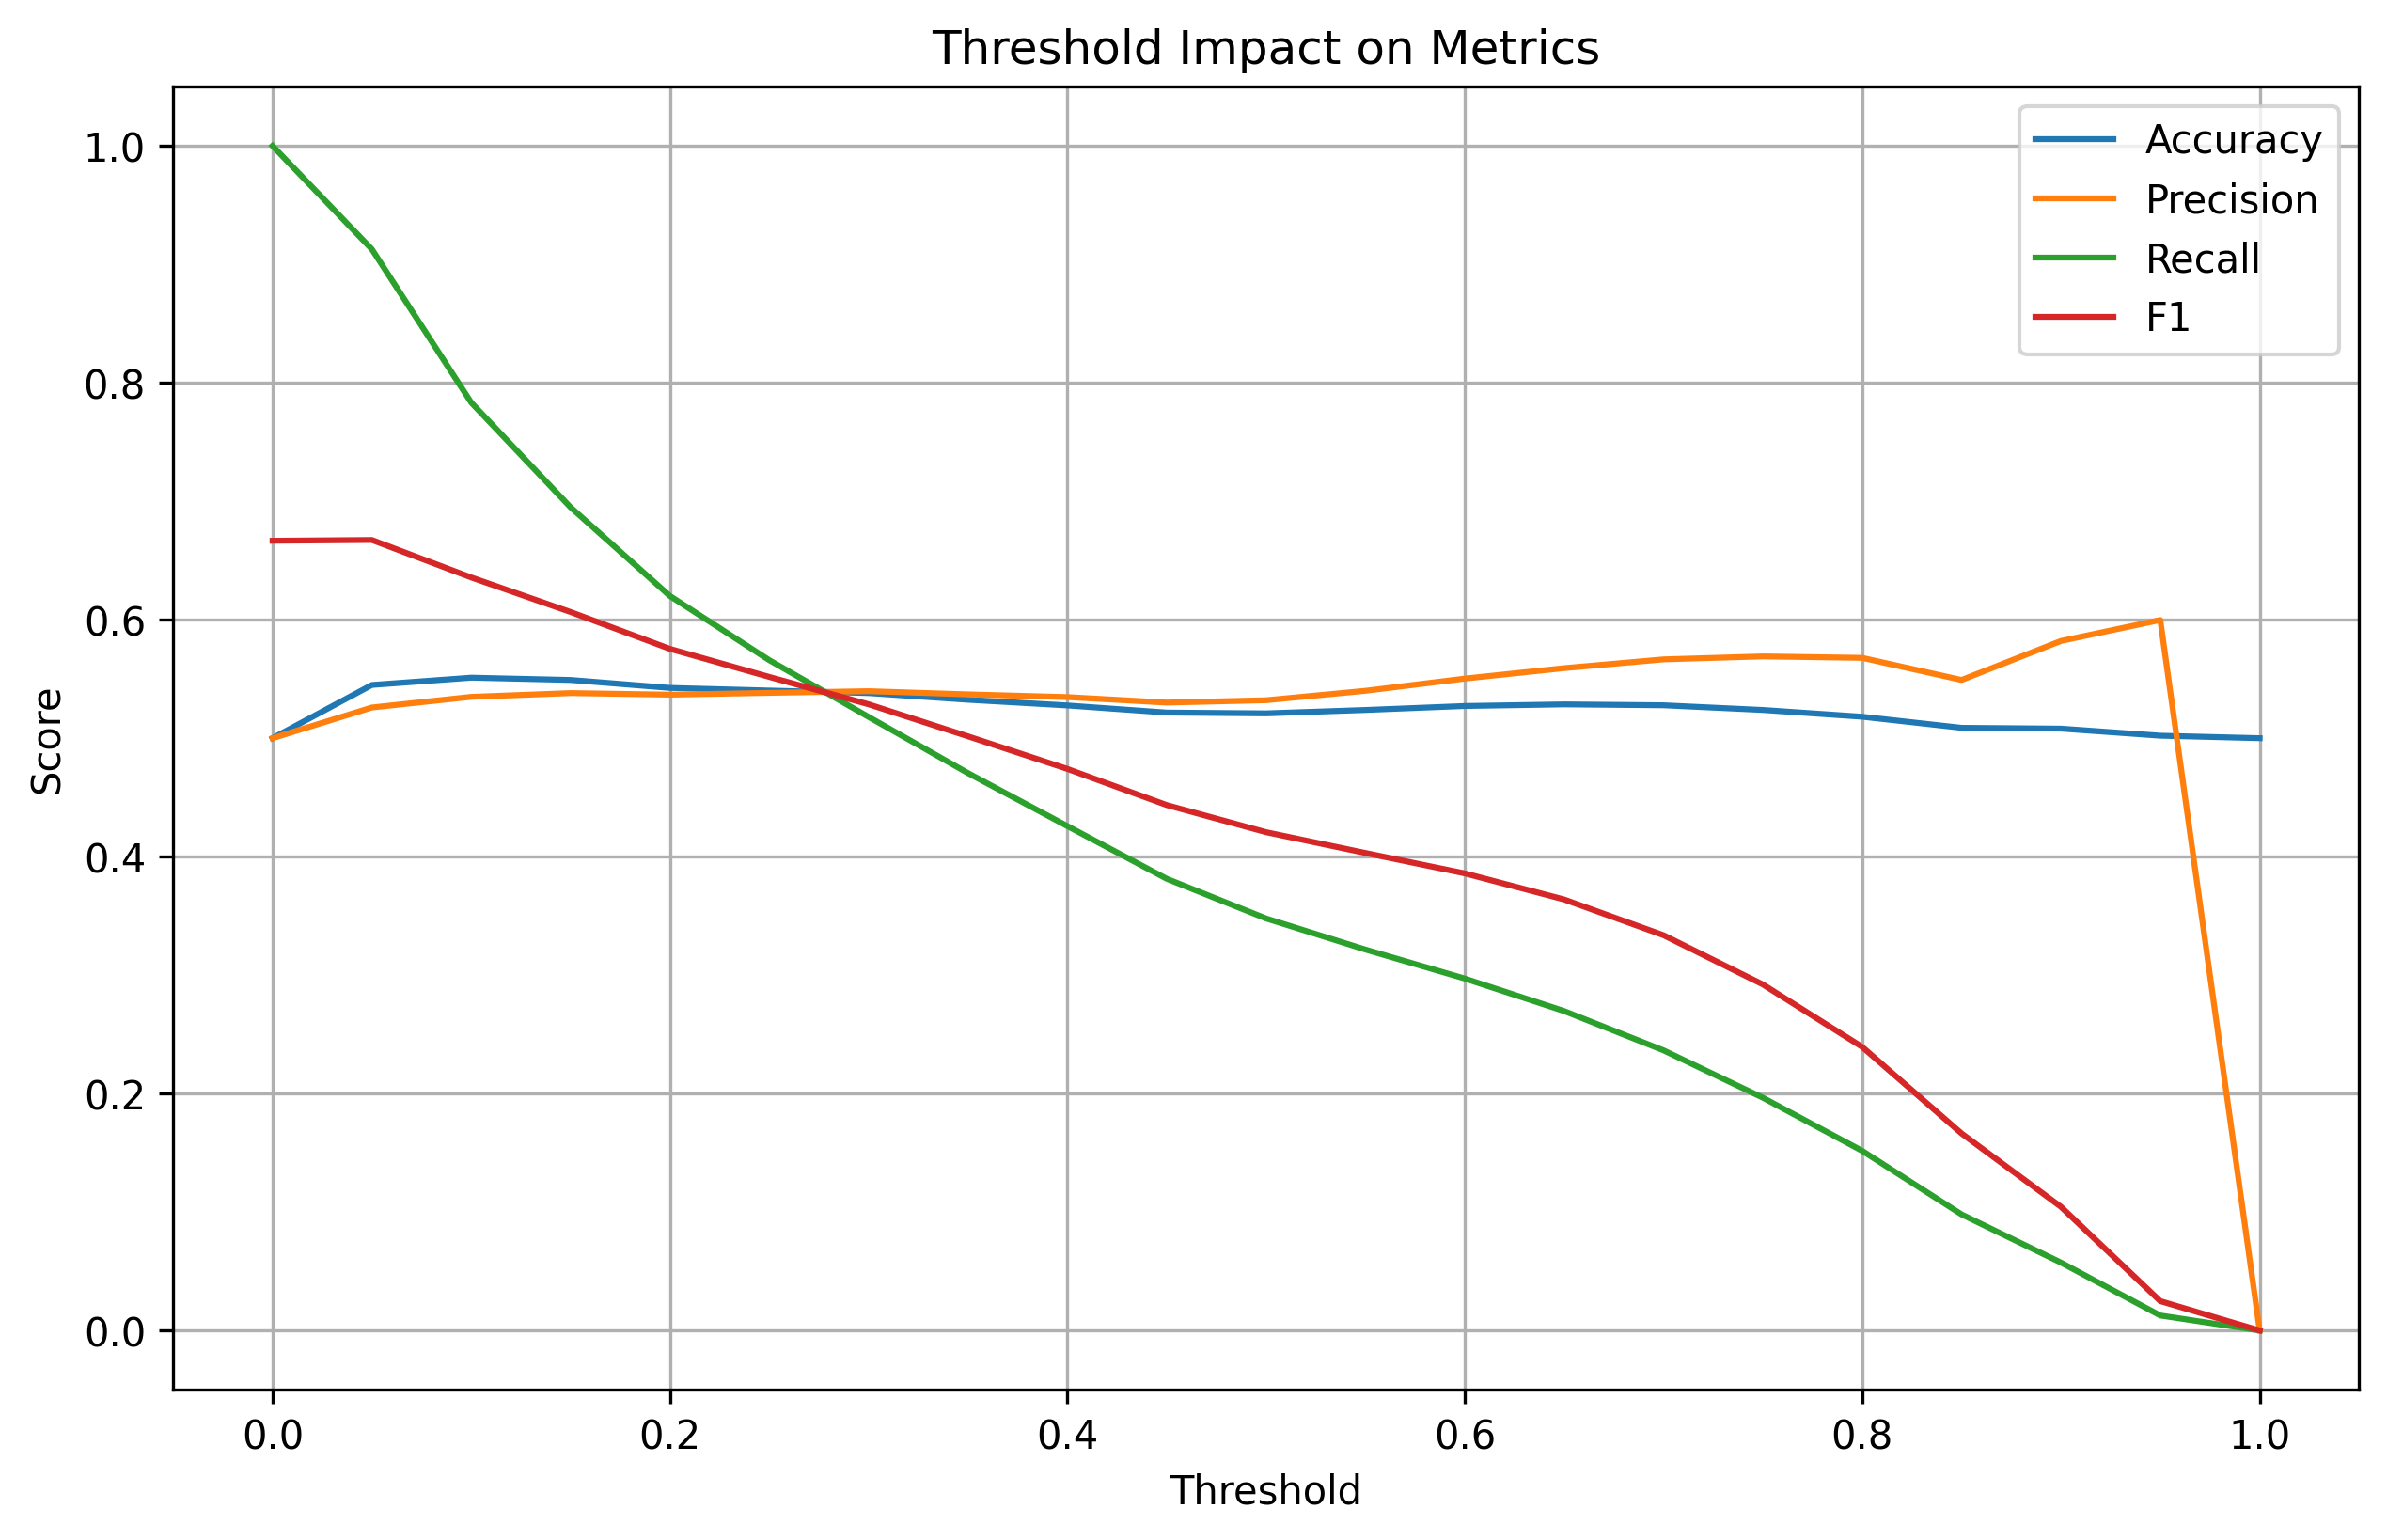 Threshold Impact on Metrics
Accuracy
Precision
Recall
F1
1.0
0.8
0.6
0.4
0.2
0.0
Score
0.0 0.2 0.4 0.6 0.8 1.0
Threshold